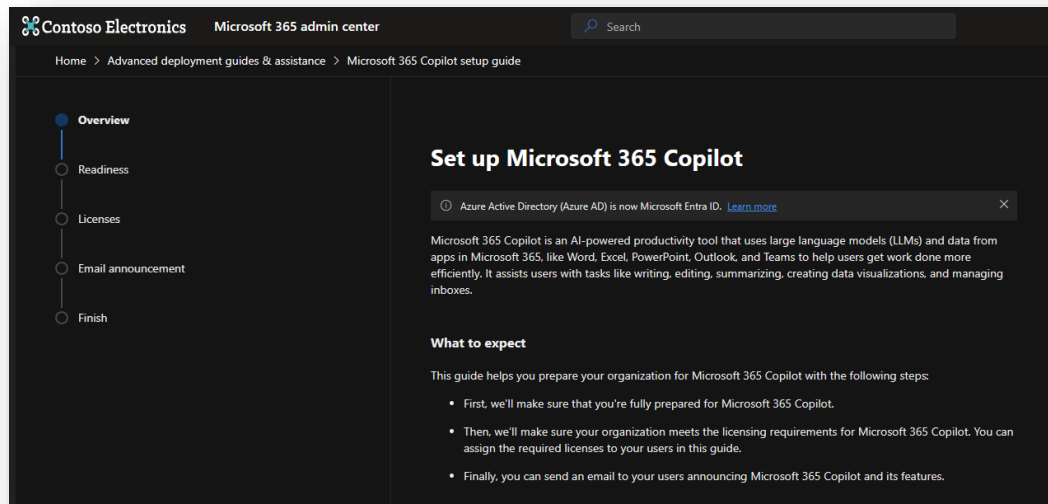 Contoso Electronics
Microsoft 365 admin center
Search
Home > Advanced deployment guides & assistance > Microsoft 365 Copilot setup guide
Overview
Readiness
Licenses
Email announcement
Finish
Set up Microsoft 365 Copilot
Azure Active Directory (Azure AD) is now Microsoft Entra ID. Learn more
Microsoft 365 Copilot is an AI-powered productivity tool that uses large language models (LLMs) and data from
apps in Microsoft 365, like Word, Excel, PowerPoint, Outlook, and Teams to help users get work done more
efficiently. It assists users with tasks like writing, editing, summarizing, creating data visualizations, and managing
inboxes.
What to expect
This guide helps you prepare your organization for Microsoft 365 Copilot with the following steps:
• First, we'll make sure that you're fully prepared for Microsoft 365 Copilot.
• Then, we'll make sure your organization meets the licensing requirements for Microsoft 365 Copilot. You can
assign the required licenses to your users in this guide.
• Finally, you can send an email to your users announcing Microsoft 365 Copilot and its features.